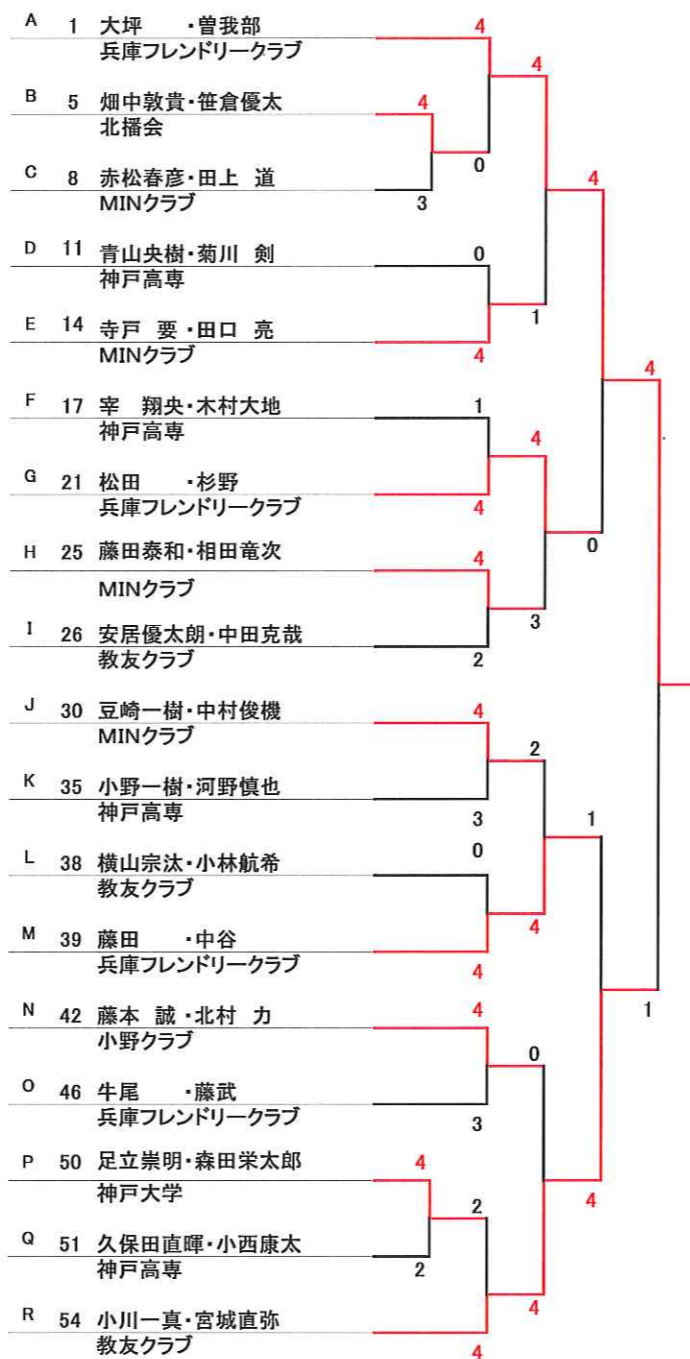 A 1 大坪 ・曽我部 4
兵庫フレンドリークラブ
4
B 5 畑中敦貴・笹倉優太 4
北播会
0
C 8 赤松春彦・田上 道 4
MINクラブ 3
D 11 青山央樹・菊川 剣 0
神戸高専
1
E 14 寺戸 要・田口 亮
MINクラブ 4
4
F 17 宰 翔央・木村大地 1
神戸高専
4
G 21 松田 ・杉野
兵庫フレンドリークラブ 4
0
H 25 藤田泰和・相田竜次 4
MINクラブ
3
I 26 安居優太朗・中田克哉
教友クラブ 2
J 30 豆崎一樹・中村俊機 4
MINクラブ
2
K 35 小野一樹・河野慎也
神戸高専 3
1
L 38 横山宗汰・小林航希 0
教友クラブ
4
M 39 藤田 ・中谷
兵庫フレンドリークラブ 4
N 42 藤本 誠・北村 力 4
小野クラブ
1
0
O 46 牛尾 ・藤武
兵庫フレンドリークラブ 3
P 50 足立崇明・森田栄太郎 4
神戸大学
4
2
Q 51 久保田直暉・小西康太
神戸高専 2
4
R 54 小川一真・宮城直弥
教友クラブ 4